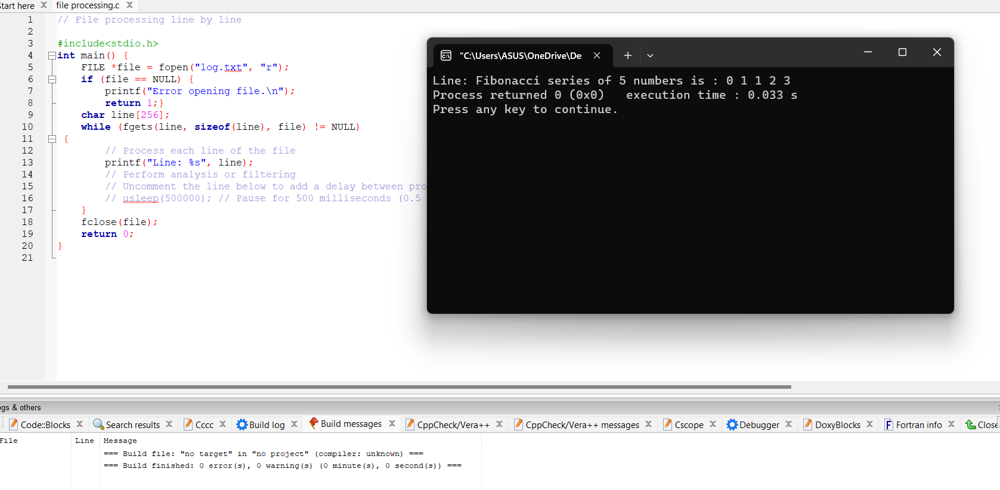 Start here X file processing.c X
1 // File processing line by line
2
3 #include<stdio.h>
4 int main() {
5 FILE *file = fopen("log.txt", "r");
6 if (file == NULL) {
7 printf("Error opening file.\n");
8 return 1;}
9 char line[256];
10 while (fgets(line, sizeof(line), file) != NULL)
11 {
12 // Process each line of the file
13 printf("Line: %s", line);
14 // Perform analysis or filtering
15 // Uncomment the line below to add a delay between pro
16 // usleep(500000); // Pause for 500 milliseconds (0.5
17 }
18 fclose(file);
19 return 0;
20 }
21
"C:\Users\ASUS\OneDrive\De
Line: Fibonacci series of 5 numbers is : 0 1 1 2 3
Process returned 0 (0x0)   execution time : 0.033 s
Press any key to continue.
ogs & others
Code::Blocks X Search results X Cccc X Build log X Build messages X CppCheck/Vera++ X CppCheck/Vera++ messages X Cscope X Debugger X DoxyBlocks X Fortran info X Close
File Line Message
=== Build file: "no target" in "no project" (compiler: unknown) ===
=== Build finished: 0 error(s), 0 warning(s) (0 minute(s), 0 second(s)) ===